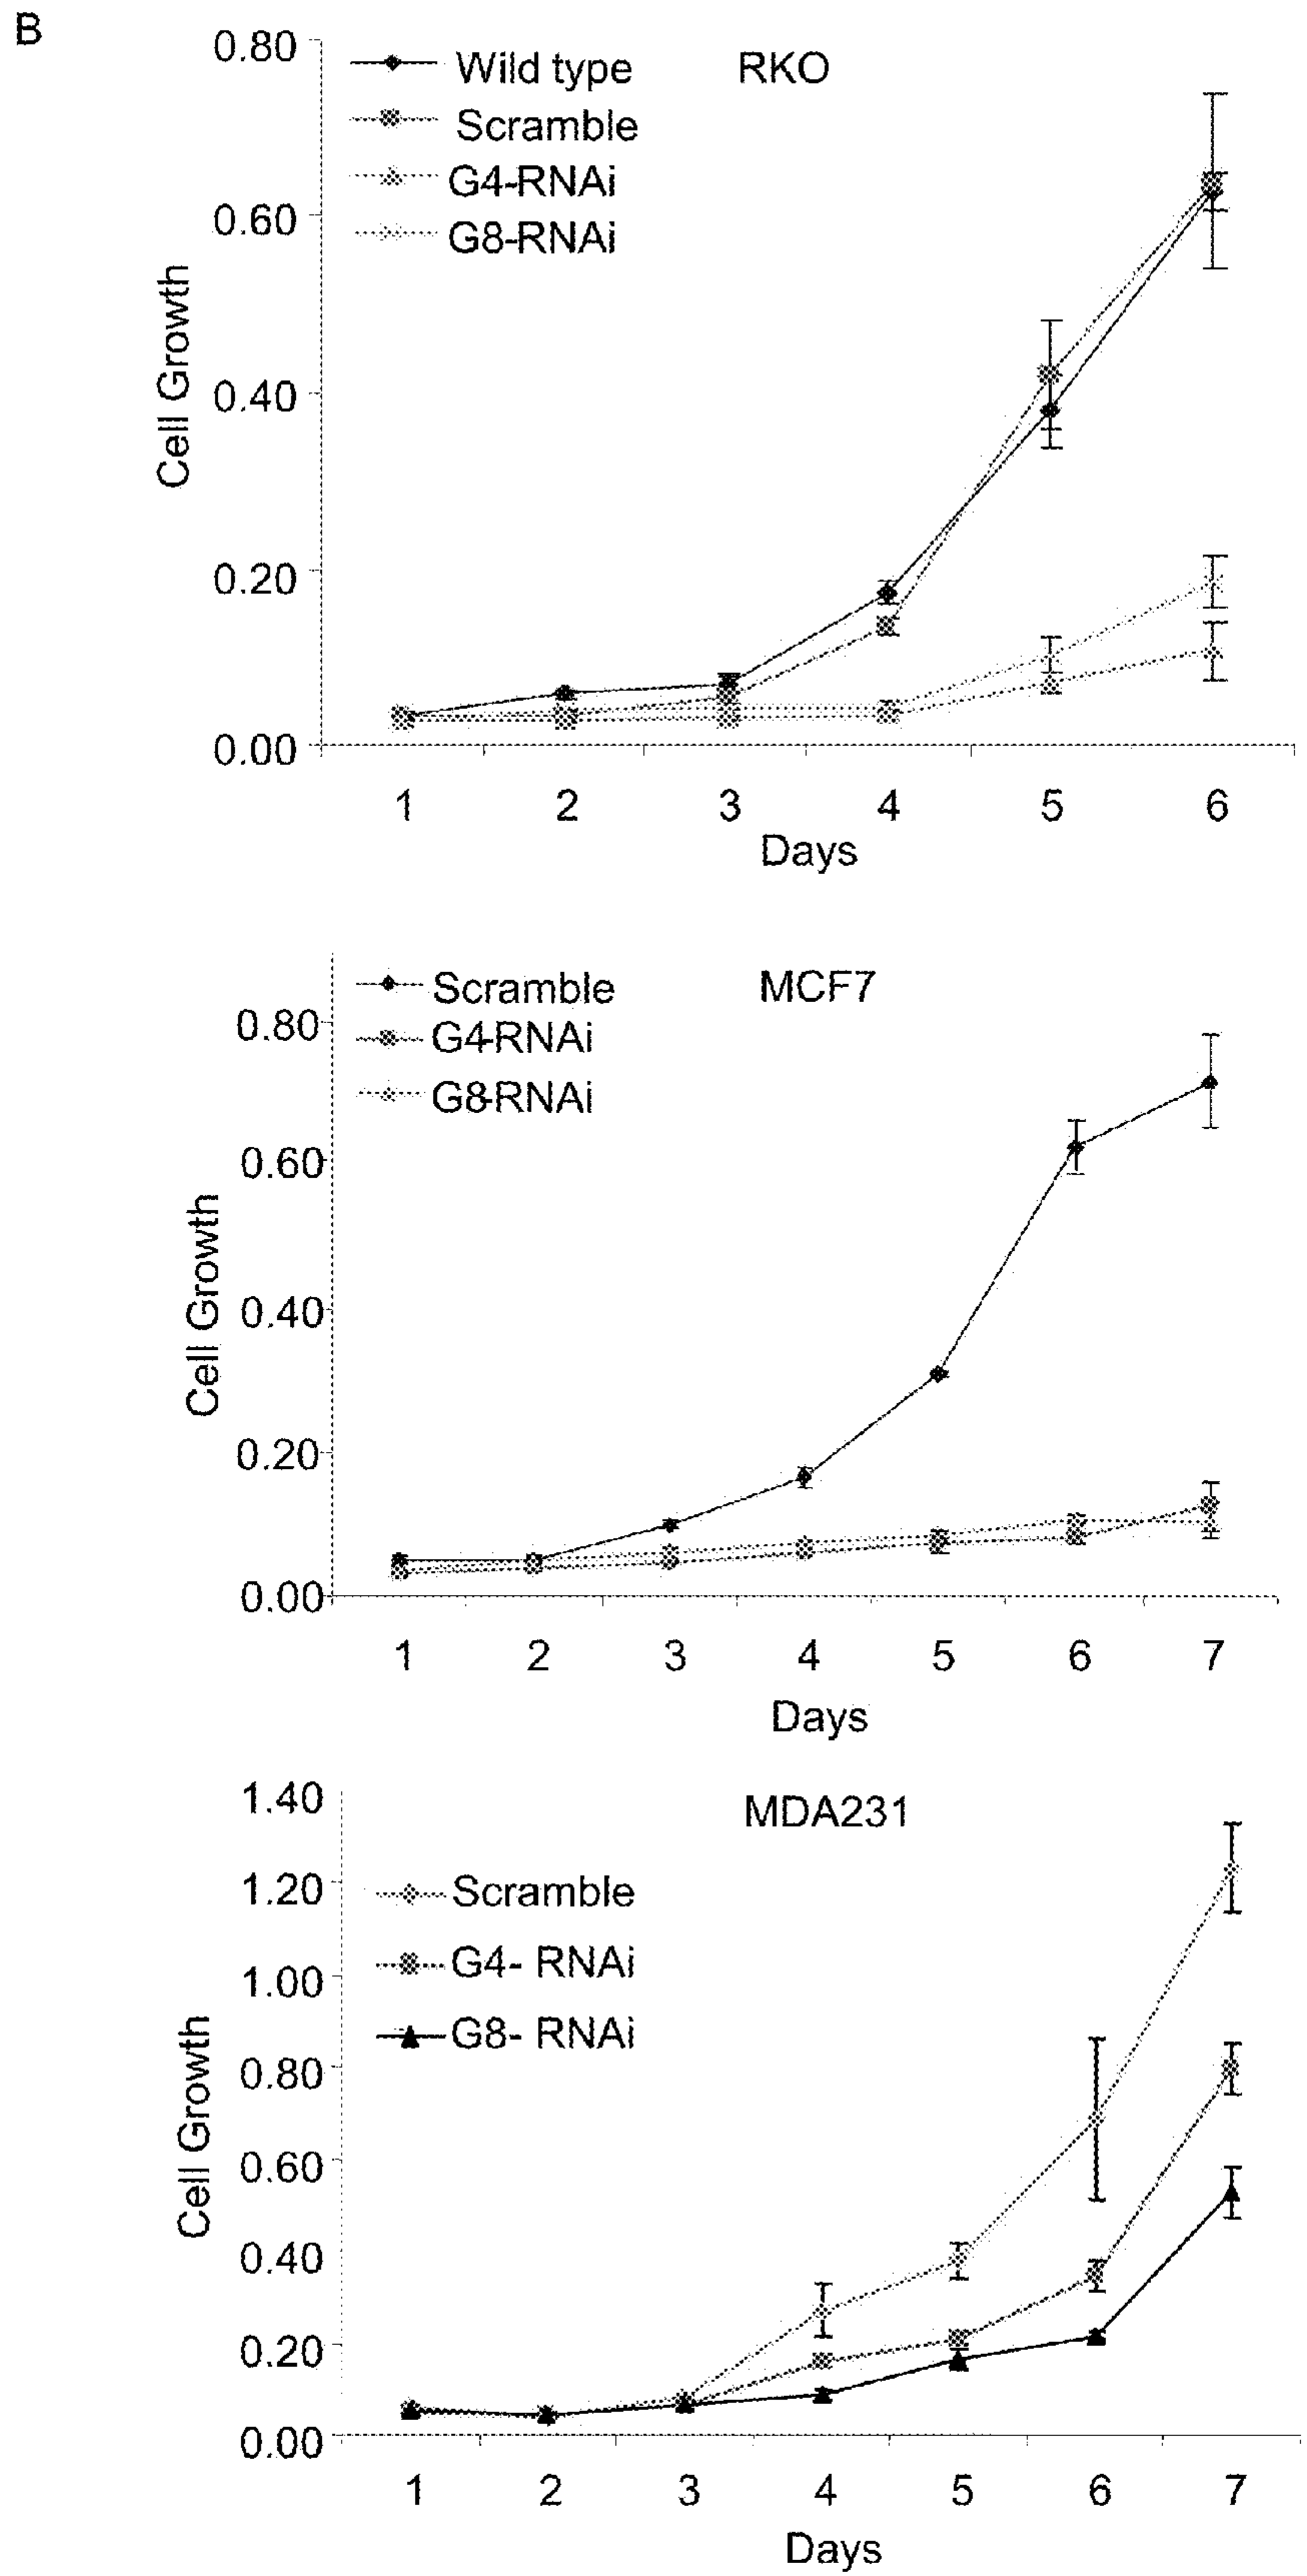 B
0.80
Wild type
RKO
Scramble
G4-RNAi
G8-RNAi
0.60
0.40
0.20
0.00
Cell Growth
1 2 3 4 5 6
Days
Scramble
MCF7
G4-RNAi
G8-RNAi
0.80
0.60
0.40
0.20
0.00
Cell Growth
1 2 3 4 5 6 7
Days
1.40
MDA231
Scramble
G4- RNAi
G8- RNAi
1.20
1.00
0.80
0.60
0.40
0.20
0.00
Cell Growth
1 2 3 4 5 6 7
Days